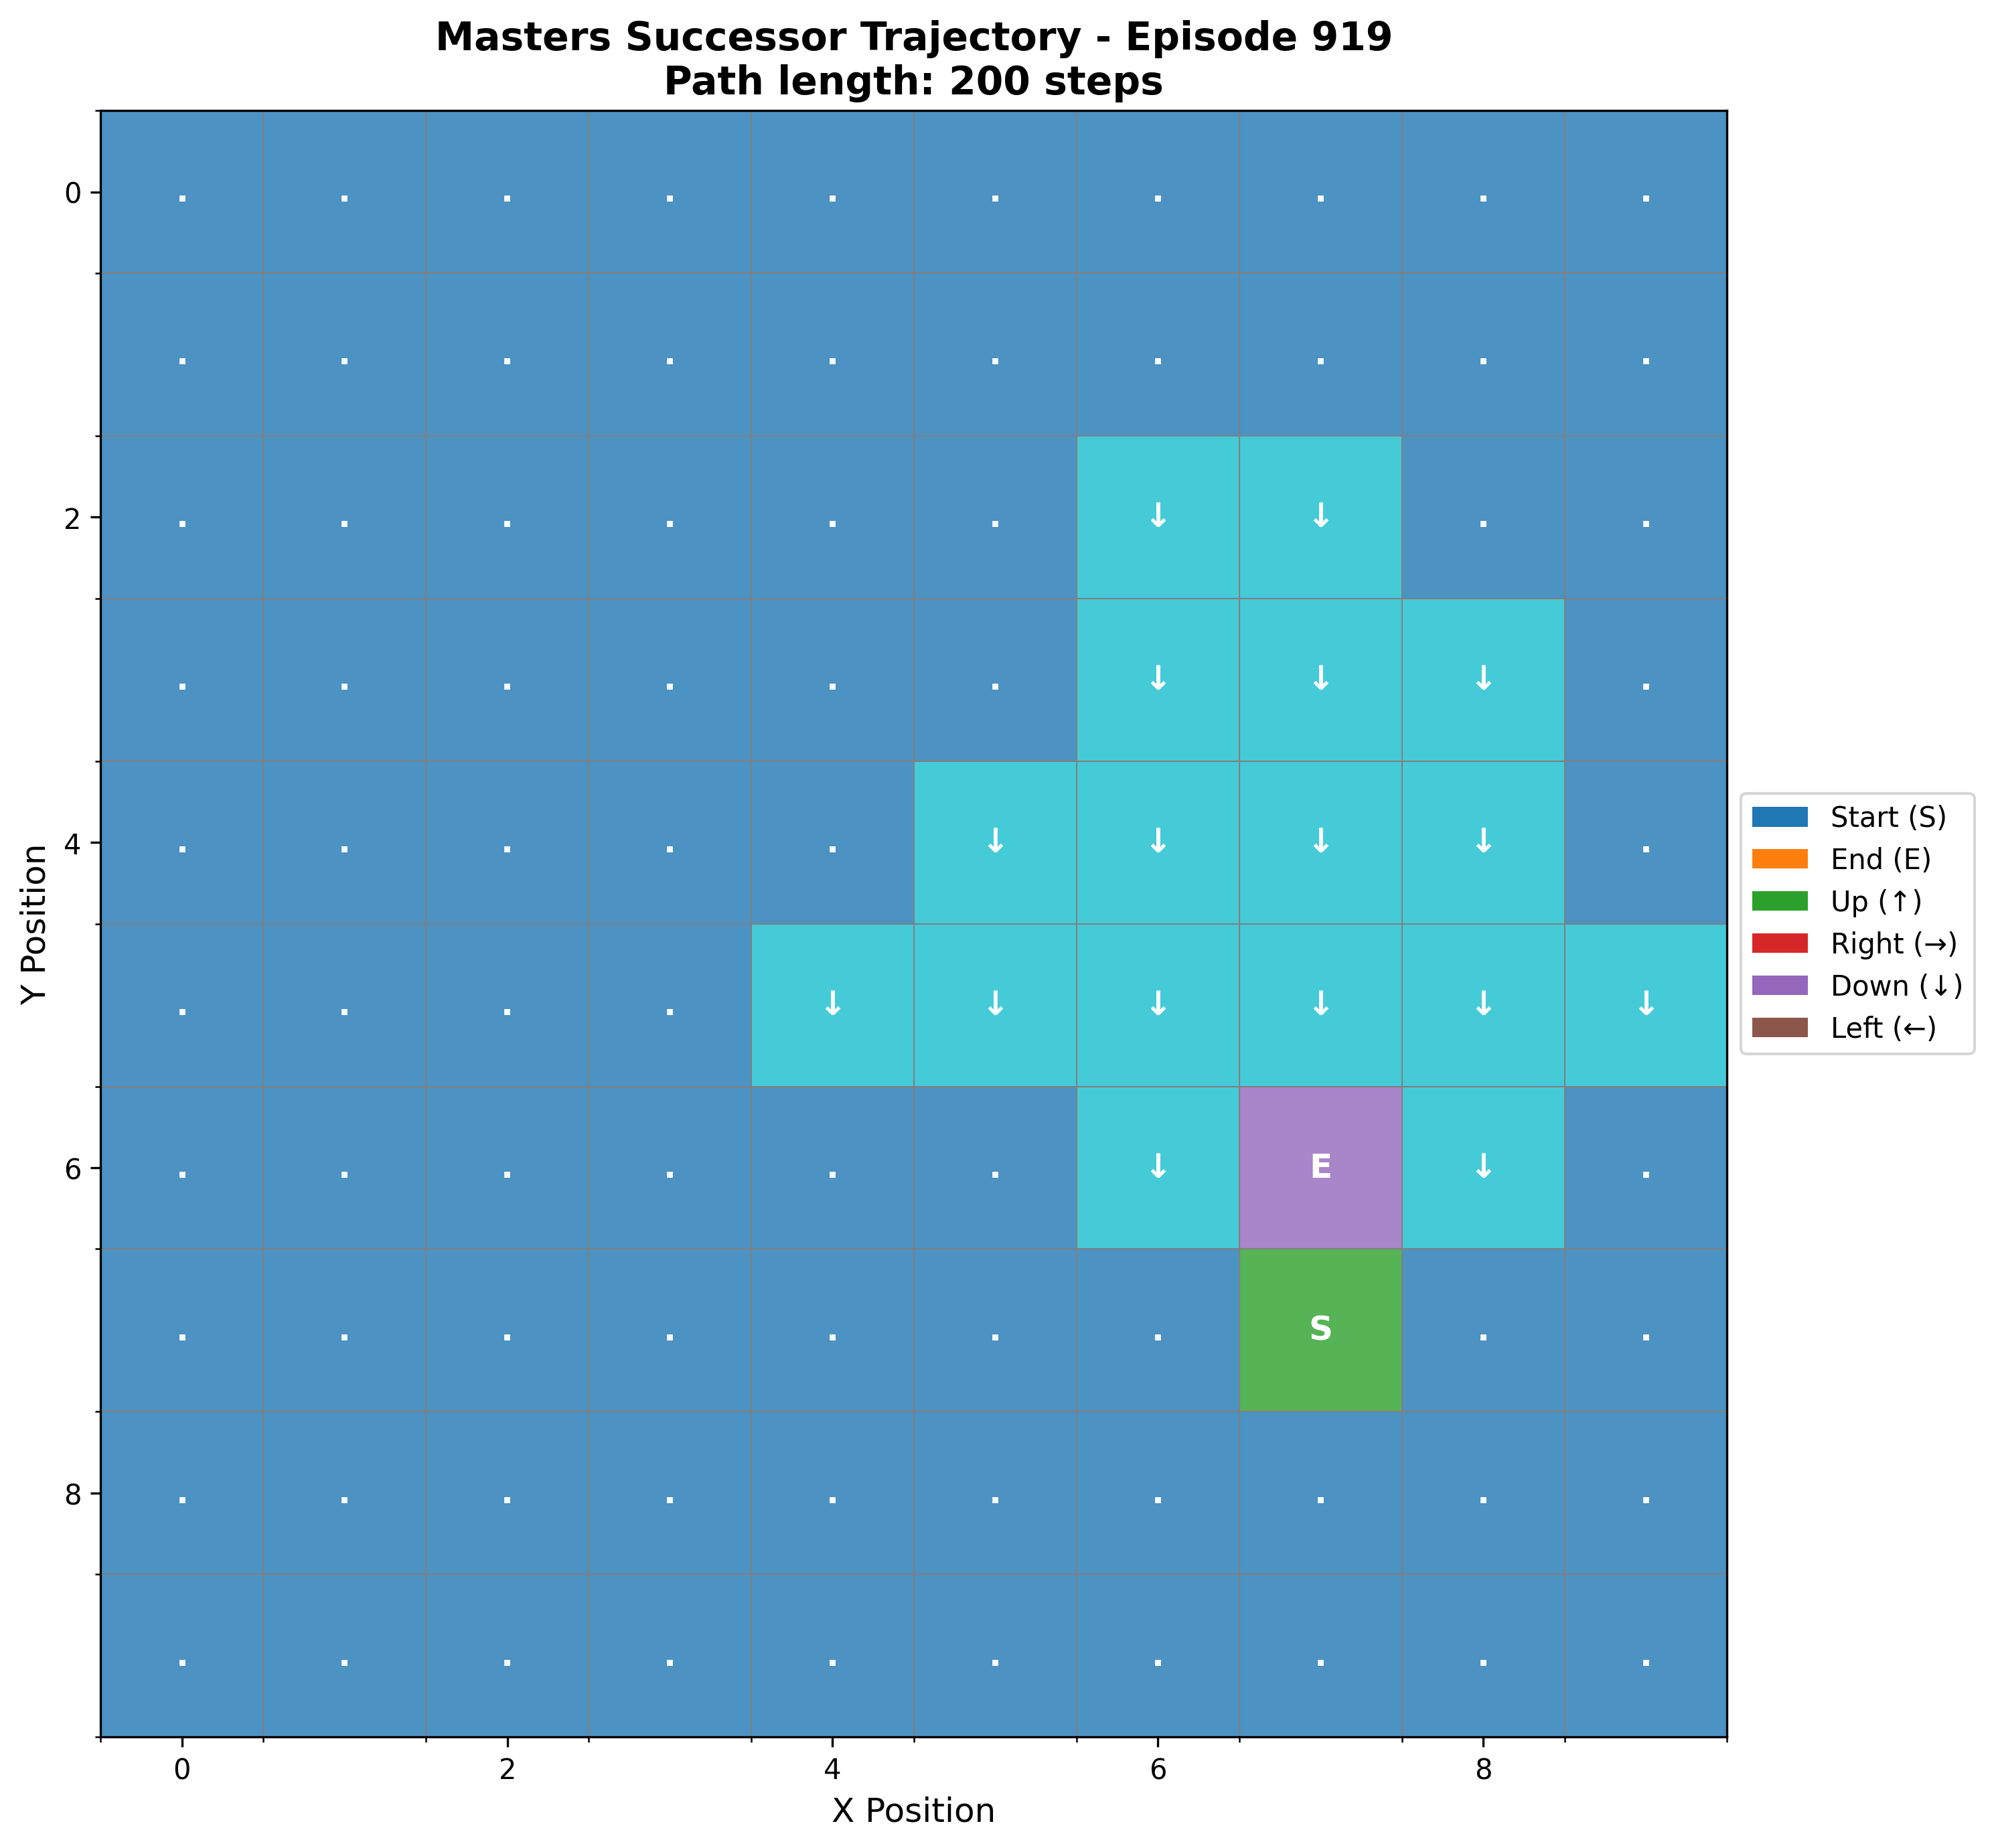 Masters Successor Trajectory - Episode 919
Path length: 200 steps
0
. . . . . . . . . .
. . . . . . . . . .
2
. . . . . . ↓ ↓ . .
. . . . . . ↓ ↓ ↓ .
4
. . . . . ↓ ↓ ↓ ↓ .
. . . . ↓ ↓ ↓ ↓ ↓ ↓
6
. . . . . . ↓ E ↓ .
. . . . . . . S . .
8
. . . . . . . . . .
. . . . . . . . . .
0 2 4 6 8
X Position
Y Position
Start (S)
End (E)
Up (↑)
Right (→)
Down (↓)
Left (←)